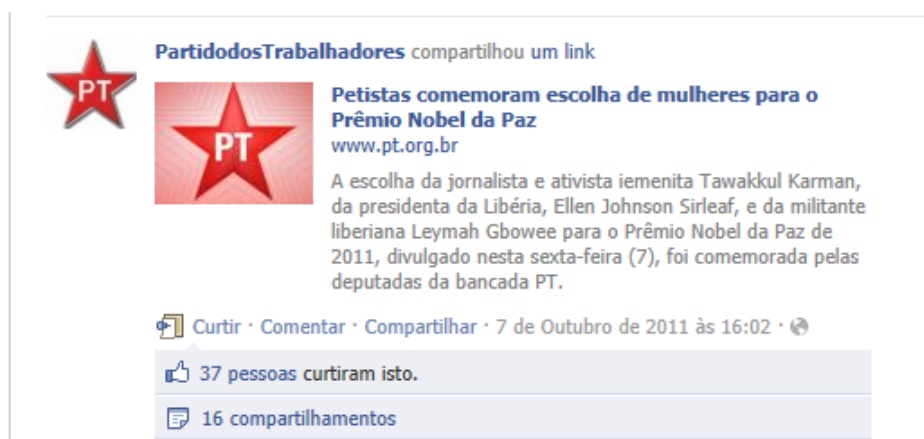 PT
PartidodosTrabalhadores compartilhou um link
PT
Petistas comemoram escolha de mulheres para o
Prêmio Nobel da Paz
www.pt.org.br
A escolha da jornalista e ativista iemenita Tawakkul Karman,
da presidenta da Libéria, Ellen Johnson Sirleaf, e da militante
liberiana Leymah Gbowee para o Prêmio Nobel da Paz de
2011, divulgado nesta sexta-feira (7), foi comemorada pelas
deputadas da bancada PT.
Curtir · Comentar · Compartilhar · 7 de Outubro de 2011 às 16:02 ·
37 pessoas curtiram isto.
16 compartilhamentos